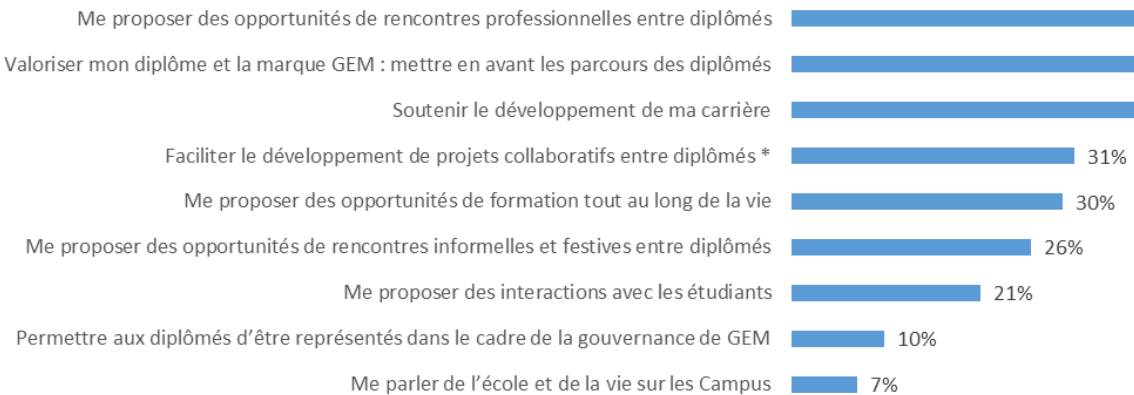 Me proposer des opportunités de rencontres professionnelles entre diplômés
Valoriser mon diplôme et la marque GEM : mettre en avant les parcours des diplômés
Soutenir le développement de ma carrière
Faciliter le développement de projets collaboratifs entre diplômés * 31%
Me proposer des opportunités de formation tout au long de la vie 30%
Me proposer des opportunités de rencontres informelles et festives entre diplômés 26%
Me proposer des interactions avec les étudiants 21%
Permettre aux diplômés d’être représentés dans le cadre de la gouvernance de GEM 10%
Me parler de l’école et de la vie sur les Campus 7%